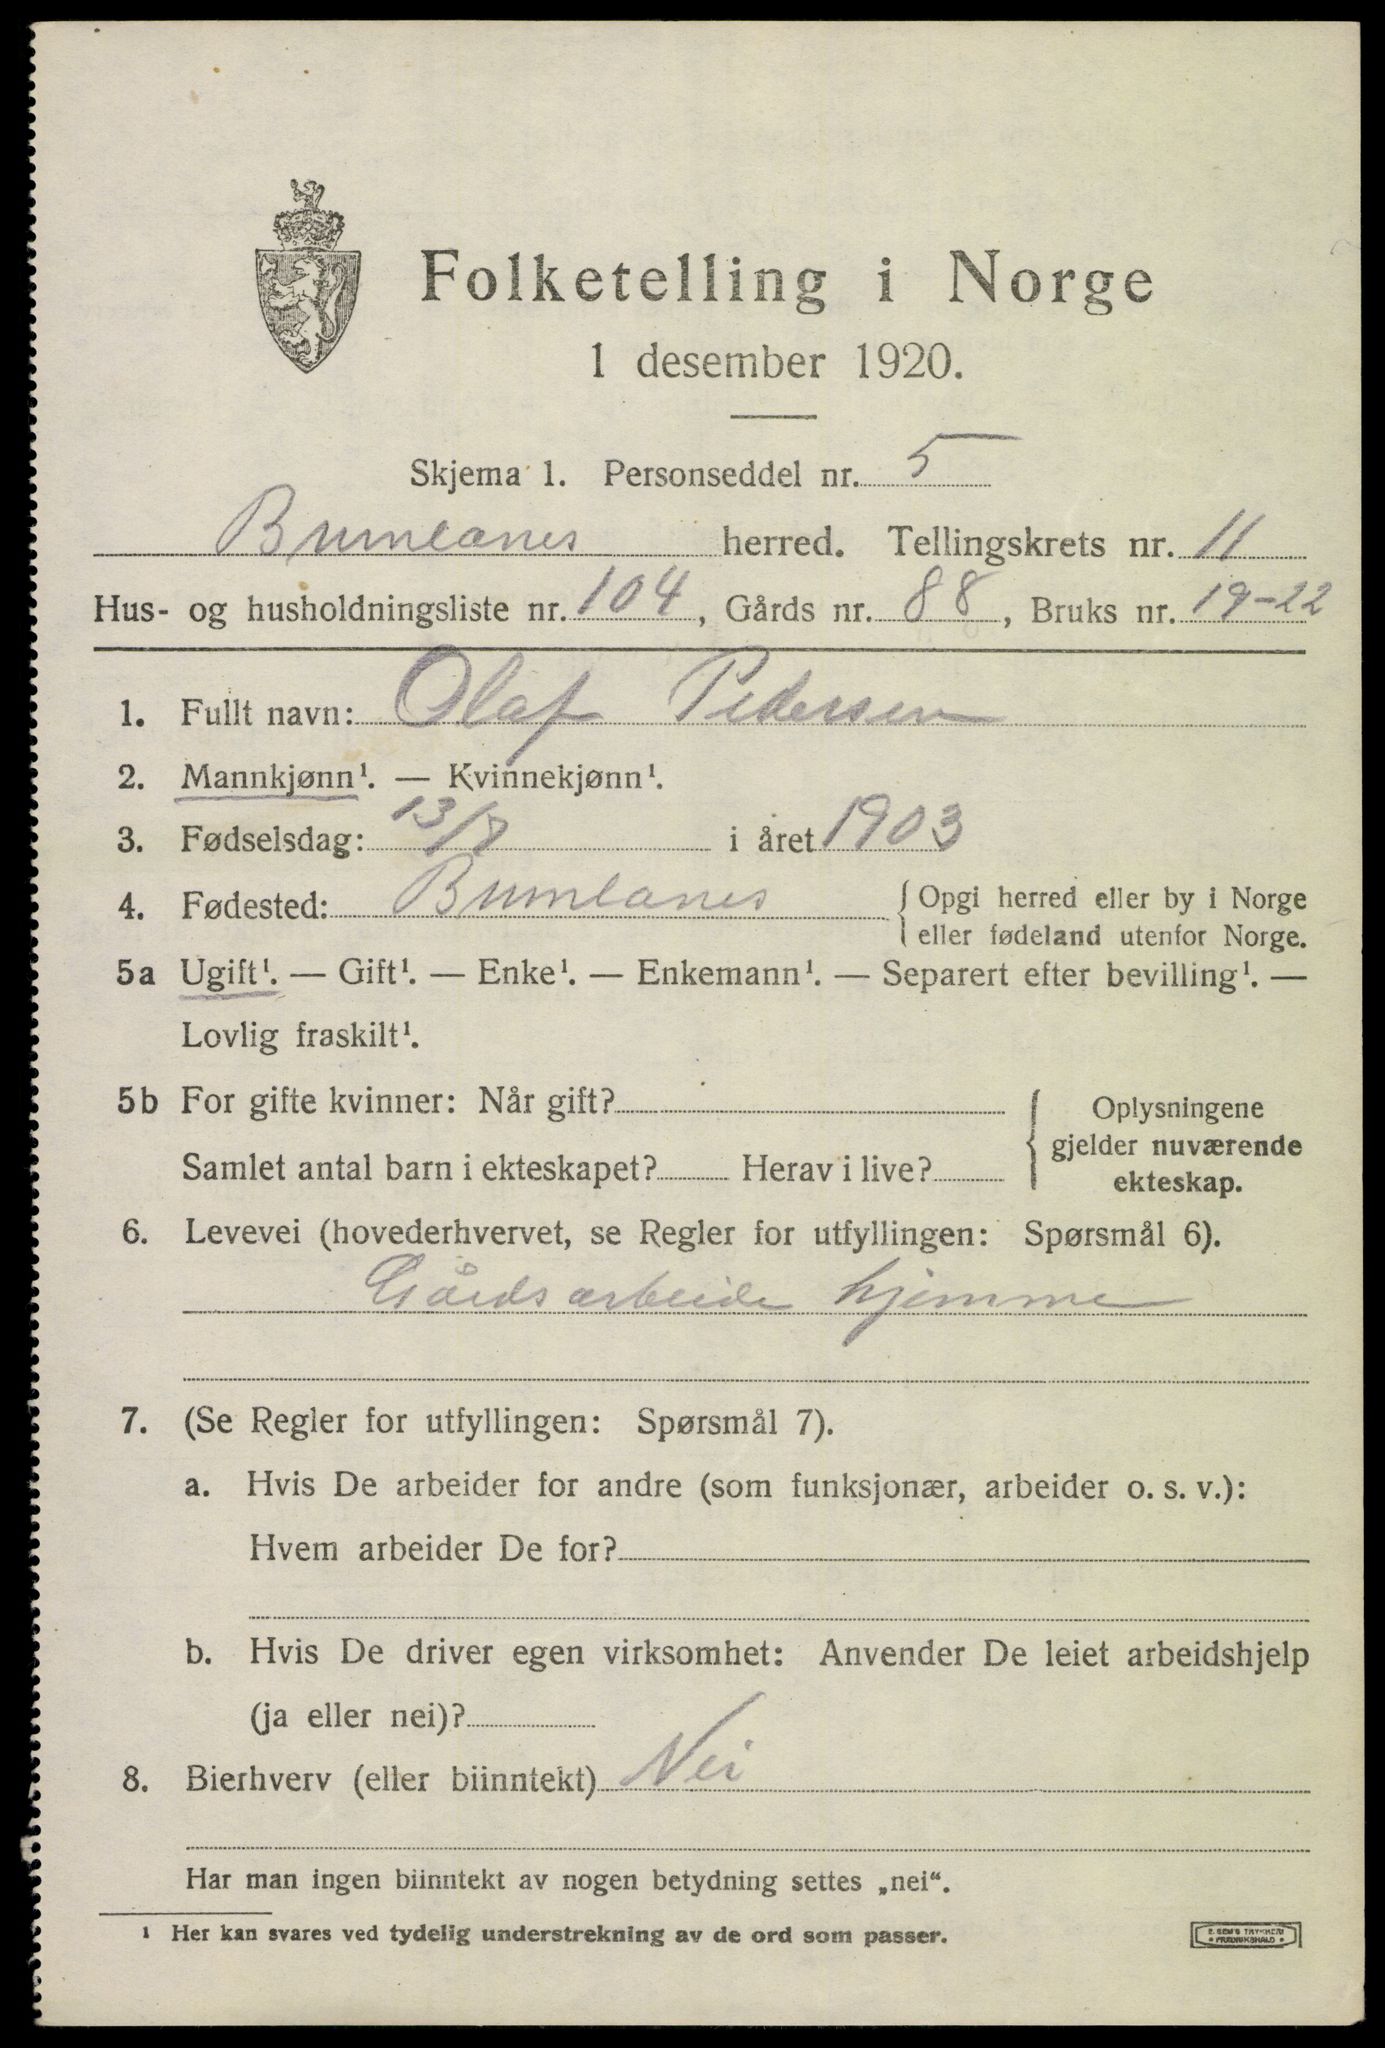 Folketelling i Norge
1 desember 1920.
Skjema 1. Personseddel nr. 5
Brunlanes herred. Tellingskrets nr. 11
Hus- og husholdningsliste nr. 104, Gårds nr. 88, Bruks nr. 19-22
1. Fullt navn: Olaf Pedersen
2. Mannkjønn¹. — Kvinnekjønn¹.
3. Fødselsdag: 13/8 i året 1903
4. Fødested: Brunlanes { Opgi herred eller by i Norge
eller fødeland utenfor Norge.
5a Ugift¹. — Gift¹. — Enke¹. — Enkemann¹. — Separert efter bevilling¹. —
Lovlig fraskilt¹.
5b For gifte kvinner: Når gift? { Oplysningene
gjelder nuværende
Samlet antal barn i ekteskapet? Herav i live?
ekteskap.
6. Levevei (hovederhvervet, se Regler for utfyllingen: Spørsmål 6).
Gårdsarbeide hjemme
7. (Se Regler for utfyllingen: Spørsmål 7).
a. Hvis De arbeider for andre (som funksjonær, arbeider o. s. v.):
Hvem arbeider De for?
b. Hvis De driver egen virksomhet: Anvender De leiet arbeidshjelp
(ja eller nei)?
8. Bierhverv (eller biinntekt) Nei
Har man ingen biinntekt av nogen betydning settes „nei“.
¹ Her kan svares ved tydelig understrekning av de ord som passer.
E. SEM'S TRYKKERI
• FREDRIKSHALD •